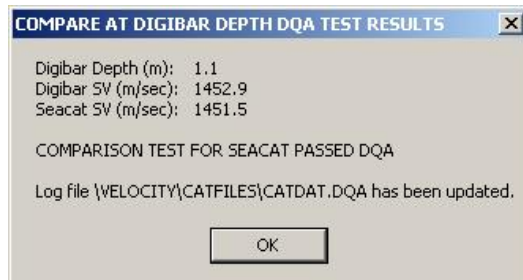 COMPARE AT DIGIBAR DEPTH DQA TEST RESULTS
Digibar Depth (m): 1.1
Digibar SV (m/sec): 1452.9
Seacat SV (m/sec): 1451.5
COMPARISON TEST FOR SEACAT PASSED DQA
Log file \VELOCITY\CATFILES\CATDAT.DQA has been updated.
OK